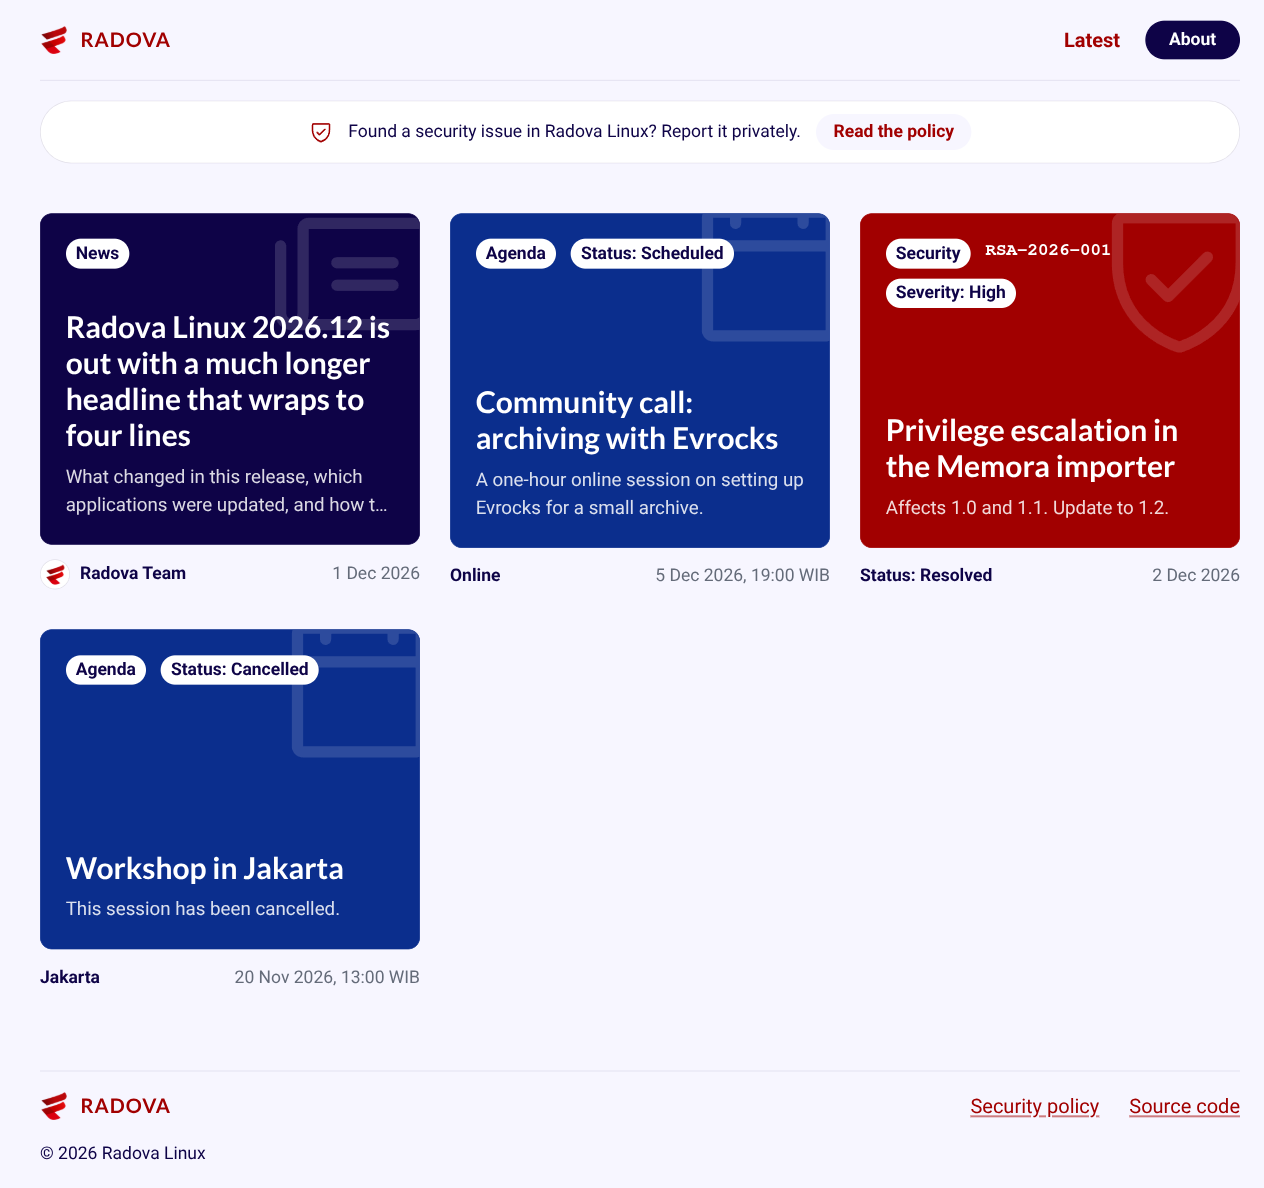 RADOVA
Latest
About
Found a security issue in Radova Linux? Report it privately.
Read the policy
News
Radova Linux 2026.12 is
out with a much longer
headline that wraps to
four lines
What changed in this release, which
applications were updated, and how t…
Radova Team
1 Dec 2026
Agenda
Status: Scheduled
Community call:
archiving with Evrocks
A one-hour online session on setting up
Evrocks for a small archive.
Online
5 Dec 2026, 19:00 WIB
Security
RSA-2026-001
Severity: High
Privilege escalation in
the Memora importer
Affects 1.0 and 1.1. Update to 1.2.
Status: Resolved
2 Dec 2026
Agenda
Status: Cancelled
Workshop in Jakarta
This session has been cancelled.
Jakarta
20 Nov 2026, 13:00 WIB
RADOVA
Security policy
Source code
© 2026 Radova Linux